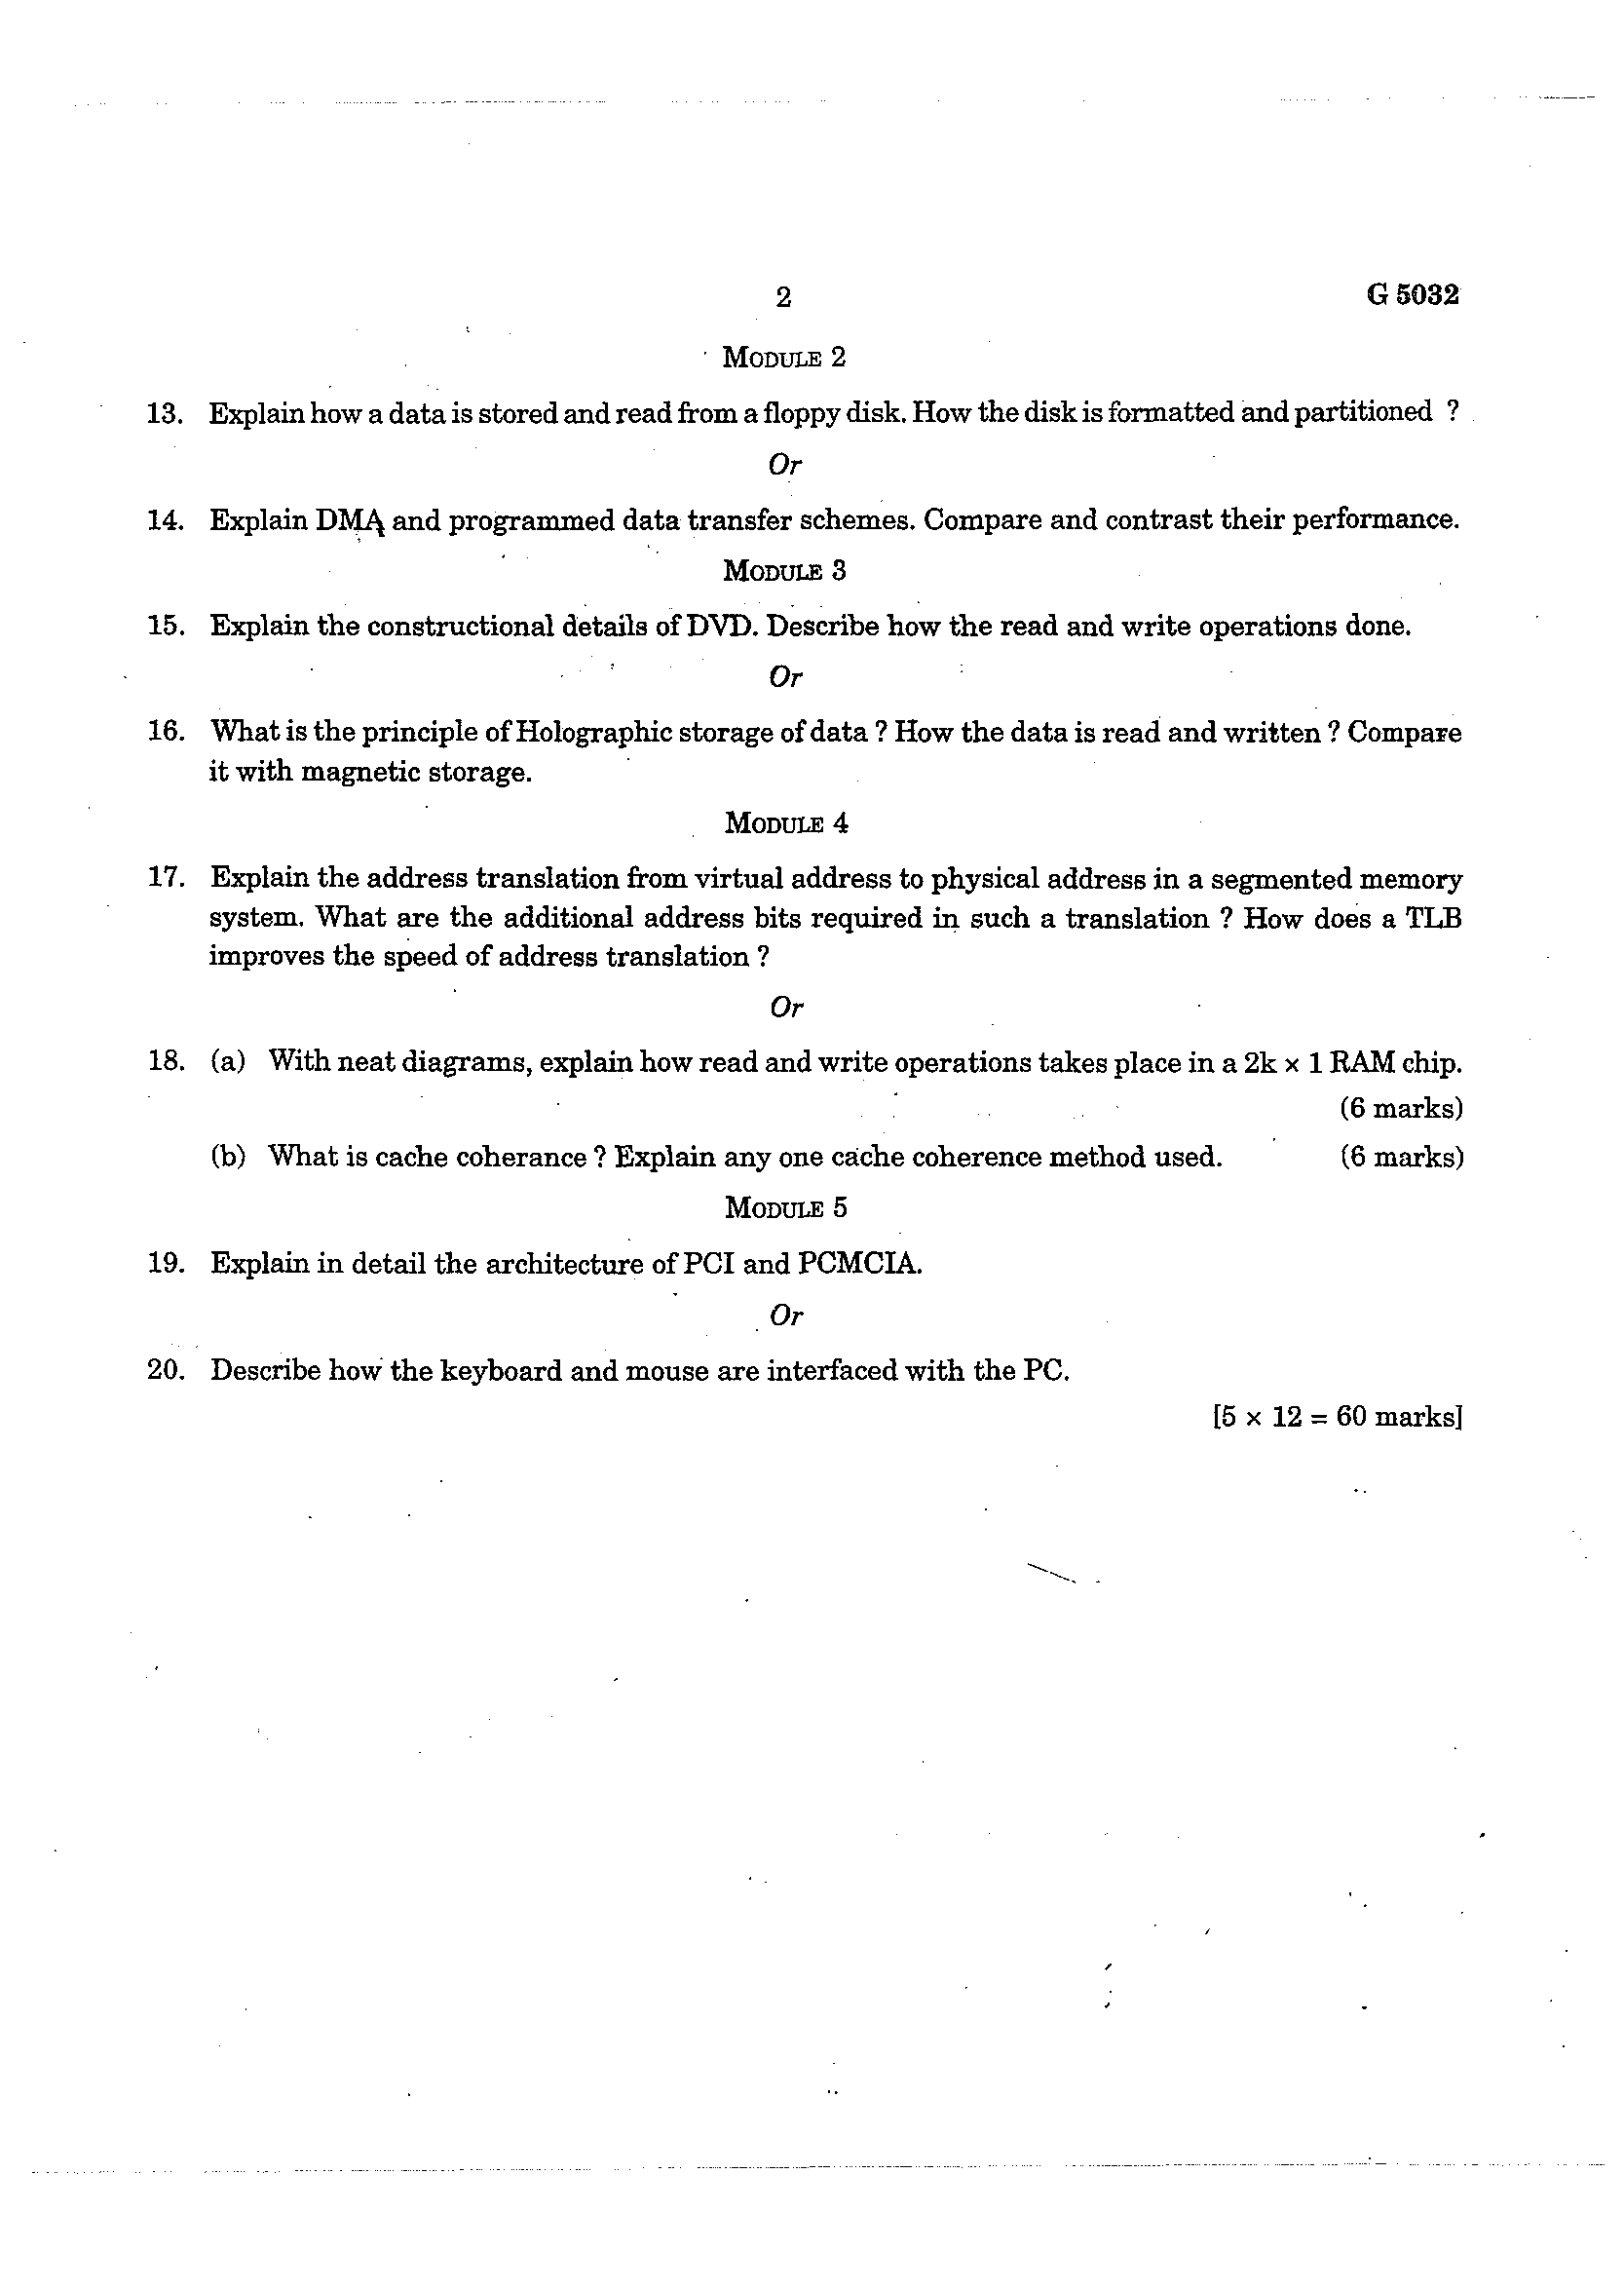 2
G 5032
MODULE 2
13. Explain how a data is stored and read from a floppy disk. How the disk is formatted and partitioned ?
Or
14. Explain DMA and programmed data transfer schemes. Compare and contrast their performance.
MODULE 3
15. Explain the constructional details of DVD. Describe how the read and write operations done.
Or
16. What is the principle of Holographic storage of data ? How the data is read and written ? Compare
it with magnetic storage.
MODULE 4
17. Explain the address translation from virtual address to physical address in a segmented memory
system. What are the additional address bits required in such a translation ? How does a TLB
improves the speed of address translation ?
Or
18. (a) With neat diagrams, explain how read and write operations takes place in a 2k × 1 RAM chip.
(6 marks)
(b) What is cache coherance ? Explain any one cache coherence method used. (6 marks)
MODULE 5
19. Explain in detail the architecture of PCI and PCMCIA.
Or
20. Describe how the keyboard and mouse are interfaced with the PC.
[5 × 12 = 60 marks]